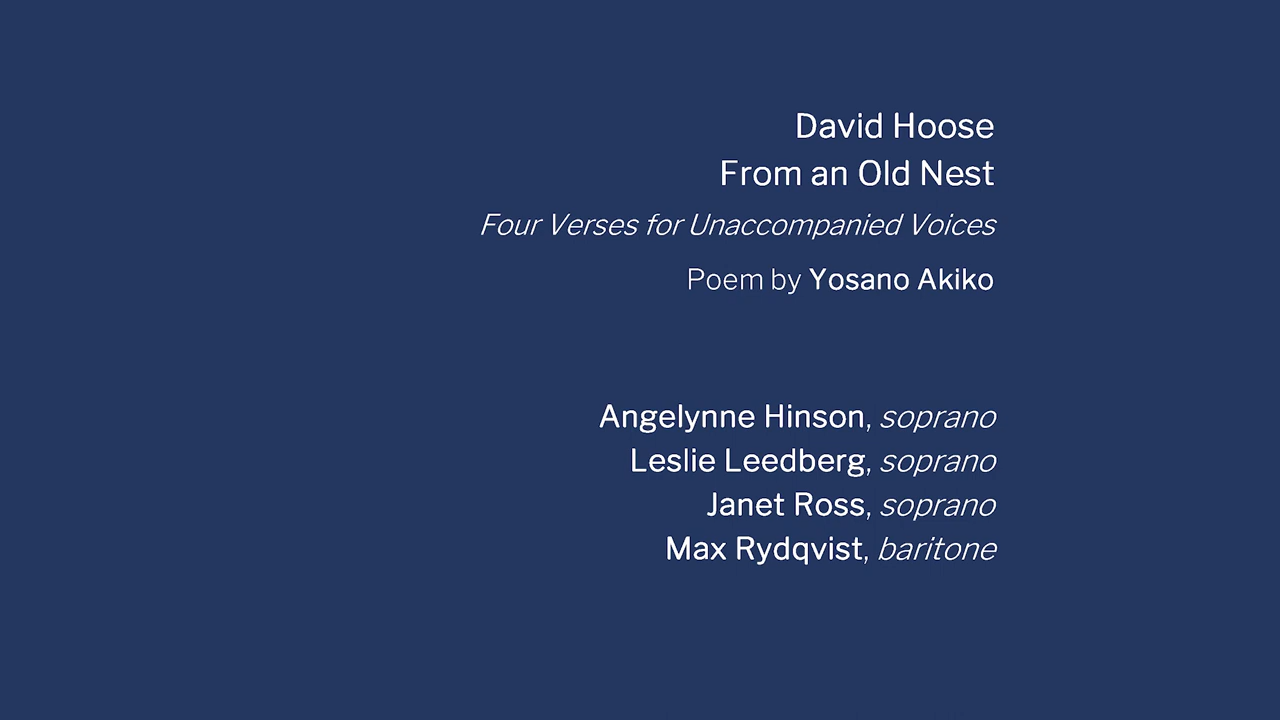 David Hoose
From an Old Nest
Four Verses for Unaccompanied Voices
Poem by Yosano Akiko
Angelynne Hinson, soprano
Leslie Leedberg, soprano
Janet Ross, soprano
Max Rydqvist, baritone